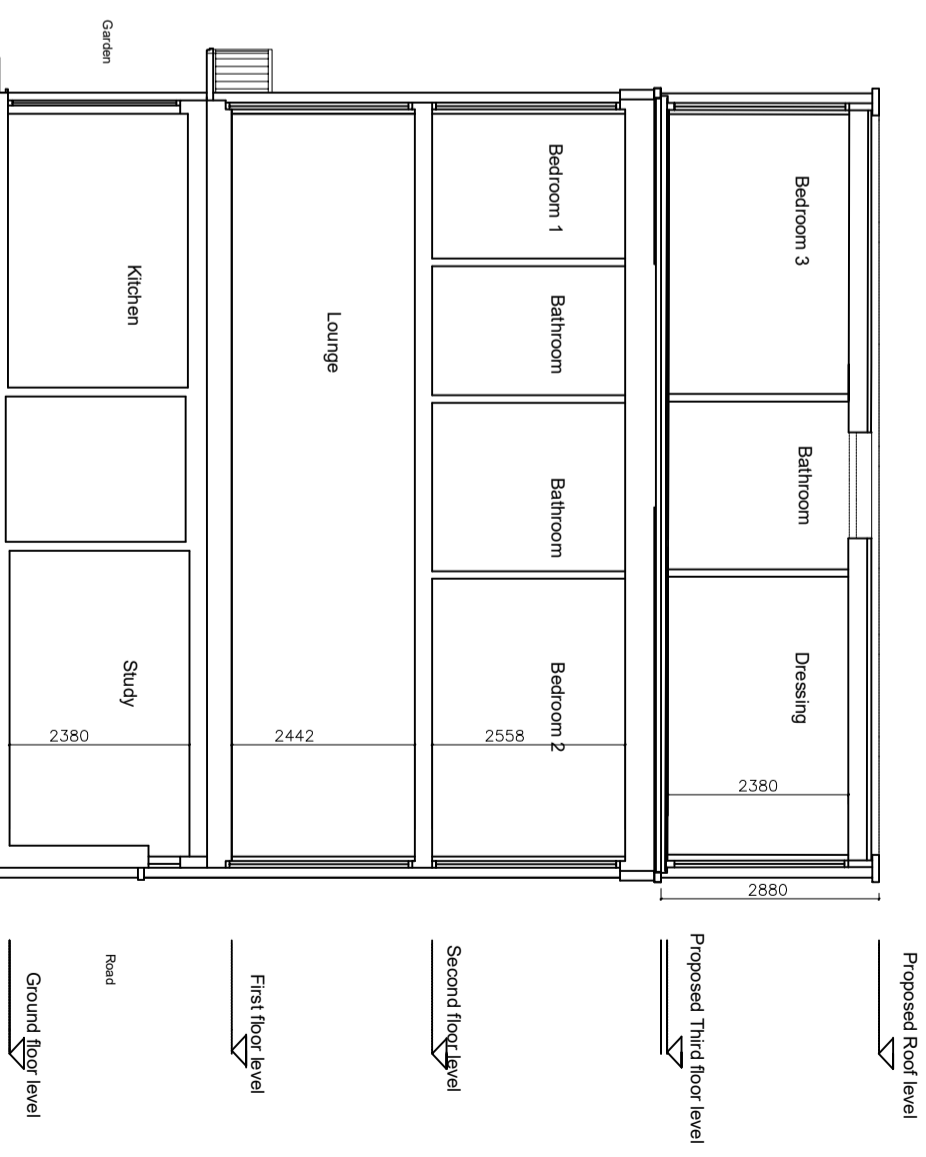 Proposed Roof level
2880
Bedroom 3
Bathroom
Dressing
2380
Proposed Third floor level
Bedroom 1
Bathroom
Bathroom
Bedroom 2
2558
Second floor level
Lounge
2442
First floor level
Garden
Kitchen
Study
2380
Road
Ground floor level